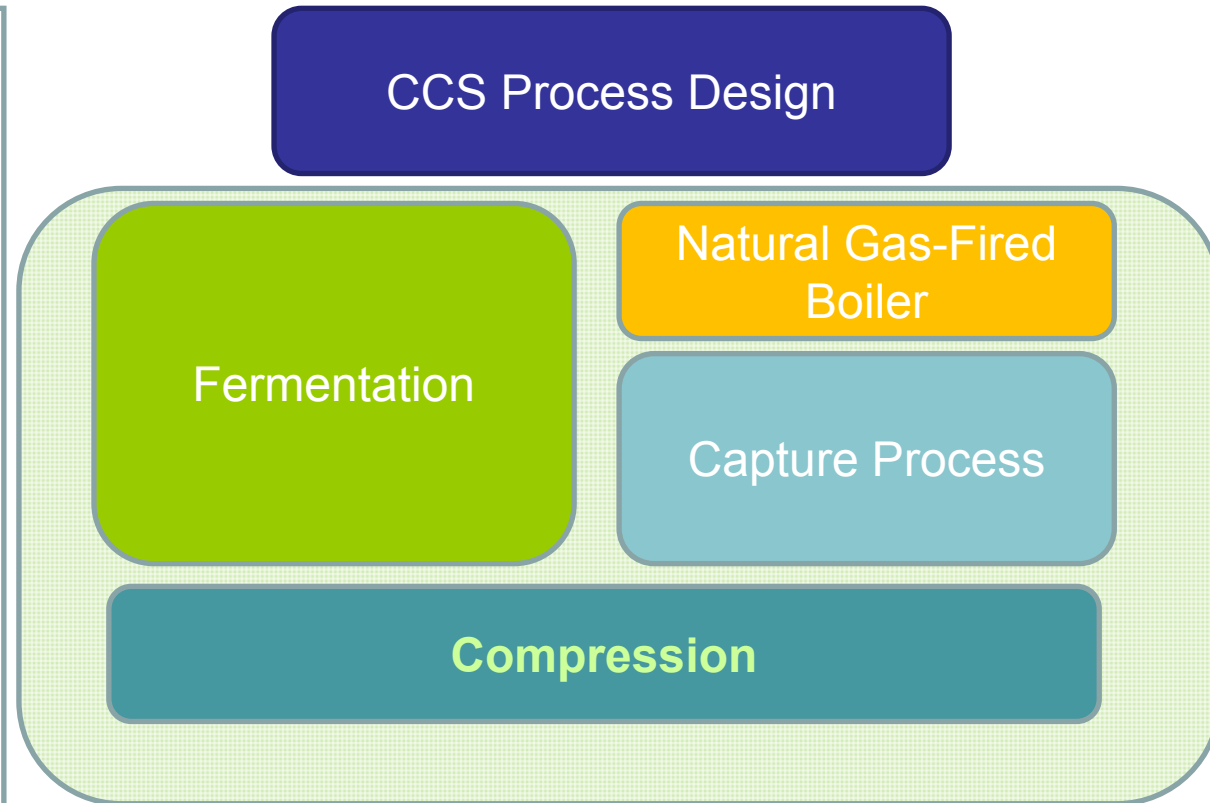 CCS Process Design
Fermentation
Natural Gas-Fired
Boiler
Capture Process
Compression